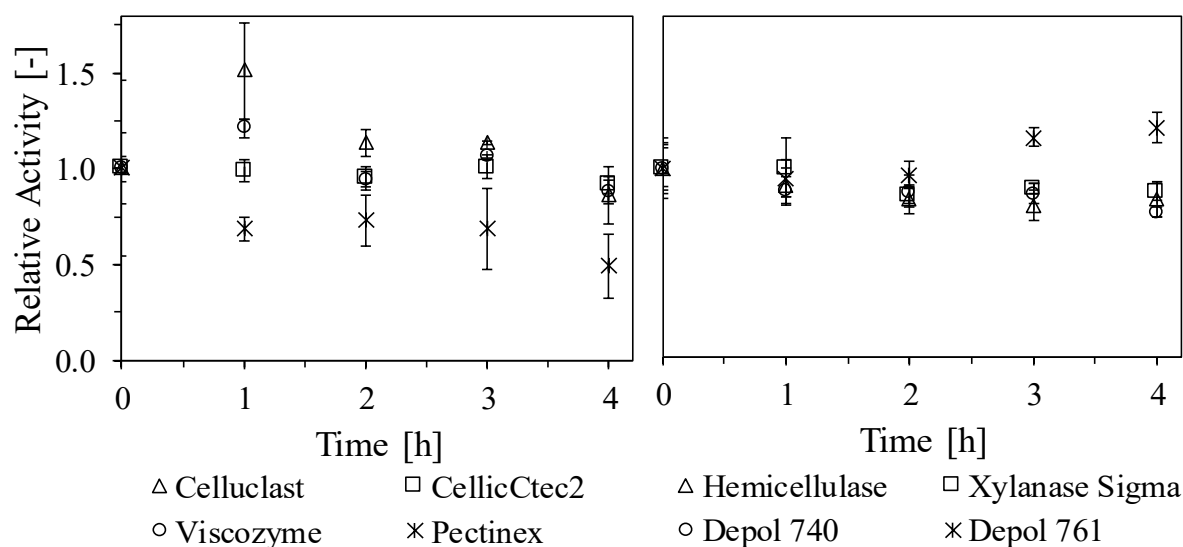 Relative Activity [-]
1.5
1.0
0.5
0.0
0 1 2 3 4
Time [h]
0 1 2 3 4
Time [h]
Celluclast CellicCtec2
Viscozyme Pectinex
Hemicellulase Xylanase Sigma
Depol 740 Depol 761